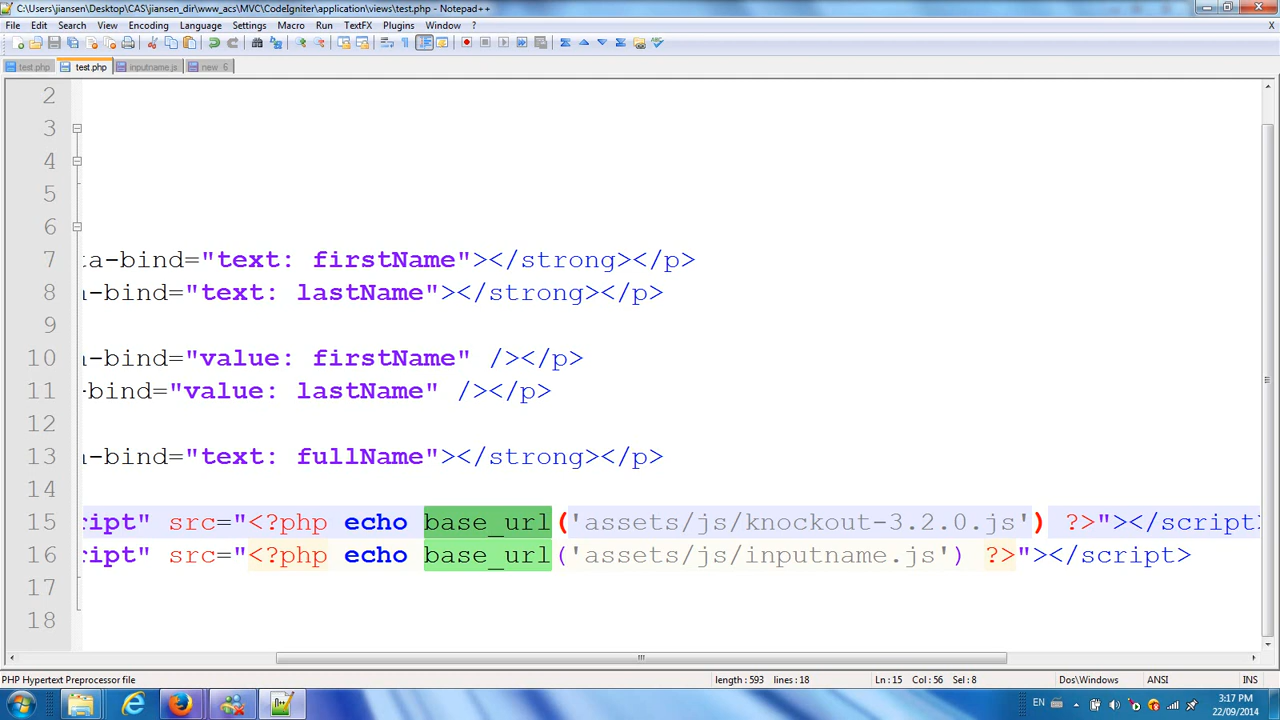 C:\Users\jiansen\Desktop\CAS\jiansen_dir\www_acs\MVC\CodeIgniter\application\views\test.php - Notepad++
File Edit Search View Encoding Language Settings Macro Run TextFX Plugins Window ? X
test.php test.php inputname.js new 6
2
3
4
5
6
7 ta-bind="text: firstName"></strong></p>
8 a-bind="text: lastName"></strong></p>
9
10 a-bind="value: firstName" /></p>
11 -bind="value: lastName" /></p>
12
13 a-bind="text: fullName"></strong></p>
14
15 cript" src="<?php echo base_url('assets/js/knockout-3.2.0.js') ?>"></script>
16 cript" src="<?php echo base_url('assets/js/inputname.js') ?>"></script>
17
18
PHP Hypertext Preprocessor file length : 593 lines : 18 Ln : 15 Col : 56 Sel : 8 Dos\Windows ANSI INS
EN 3:17 PM
22/09/2014